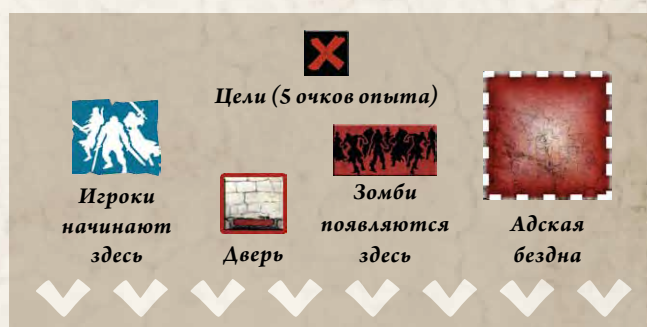 Цели (5 очков опыта)
Игроки
начинают
здесь
Дверь
Зомби
появляются
здесь
Адская
бездна